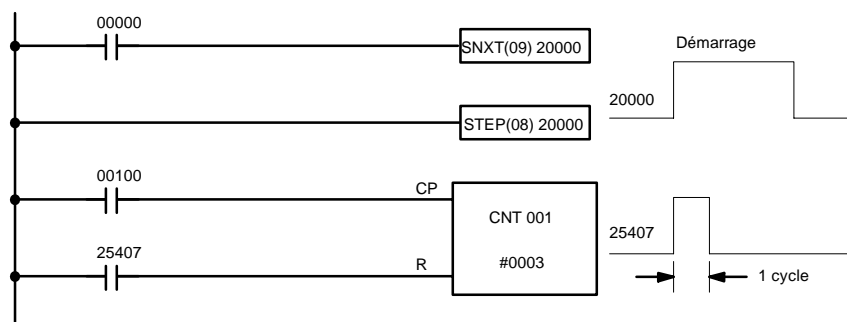 00000
SNXT(09) 20000
Démarrage
20000
STEP(08) 20000
00100
CP
CNT 001
25407
25407
R
#0003
1 cycle